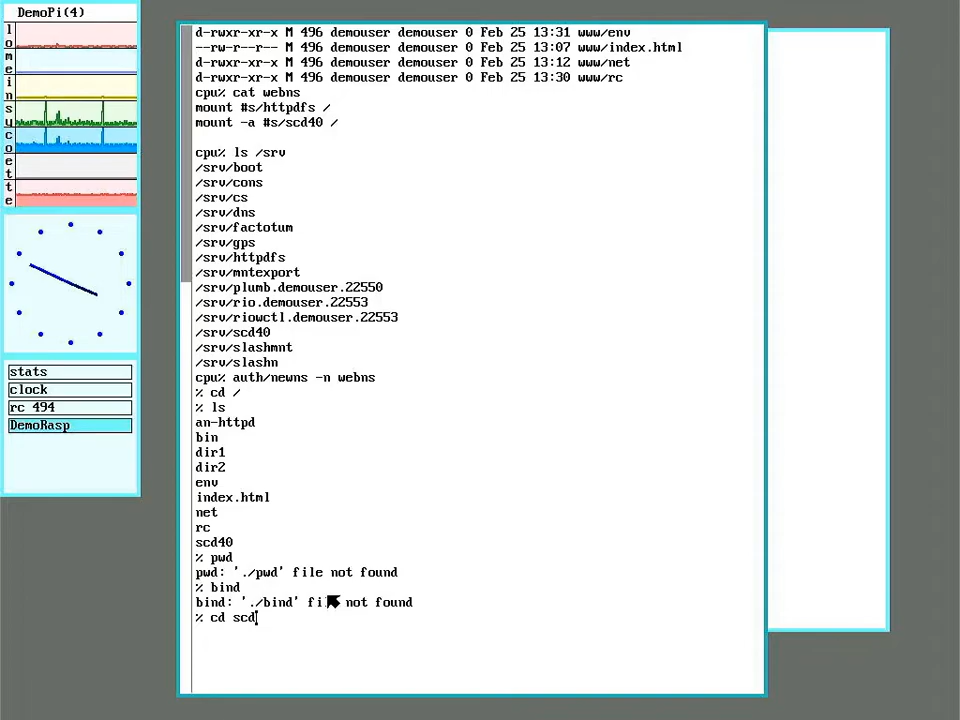 DemoPi(4)
l
o
m
e
i
n
s
y
c
o
e
t
t
e
stats
clock
rc 494
DemoRasp
d-rwxr-xr-x M 496 demouser demouser 0 Feb 25 13:31 www/env
--rw-r--r-- M 496 demouser demouser 0 Feb 25 13:07 www/index.html
d-rwxr-xr-x M 496 demouser demouser 0 Feb 25 13:12 www/net
d-rwxr-xr-x M 496 demouser demouser 0 Feb 25 13:30 www/rc
cpu% cat webns
mount #s/httpdfs /
mount -a #s/scd40 /
cpu% ls /srv
/srv/boot
/srv/cons
/srv/cs
/srv/dns
/srv/factotum
/srv/gps
/srv/httpdfs
/srv/mntexport
/srv/plumb.demouser.22550
/srv/rio.demouser.22553
/srv/riowctl.demouser.22553
/srv/scd40
/srv/slashmnt
/srv/slashn
cpu% auth/newns -n webns
% cd /
% ls
an-httpd
bin
dir1
dir2
env
index.html
net
rc
scd40
% pwd
pwd: './pwd' file not found
% bind
bind: './bind' fi not found
% cd scd